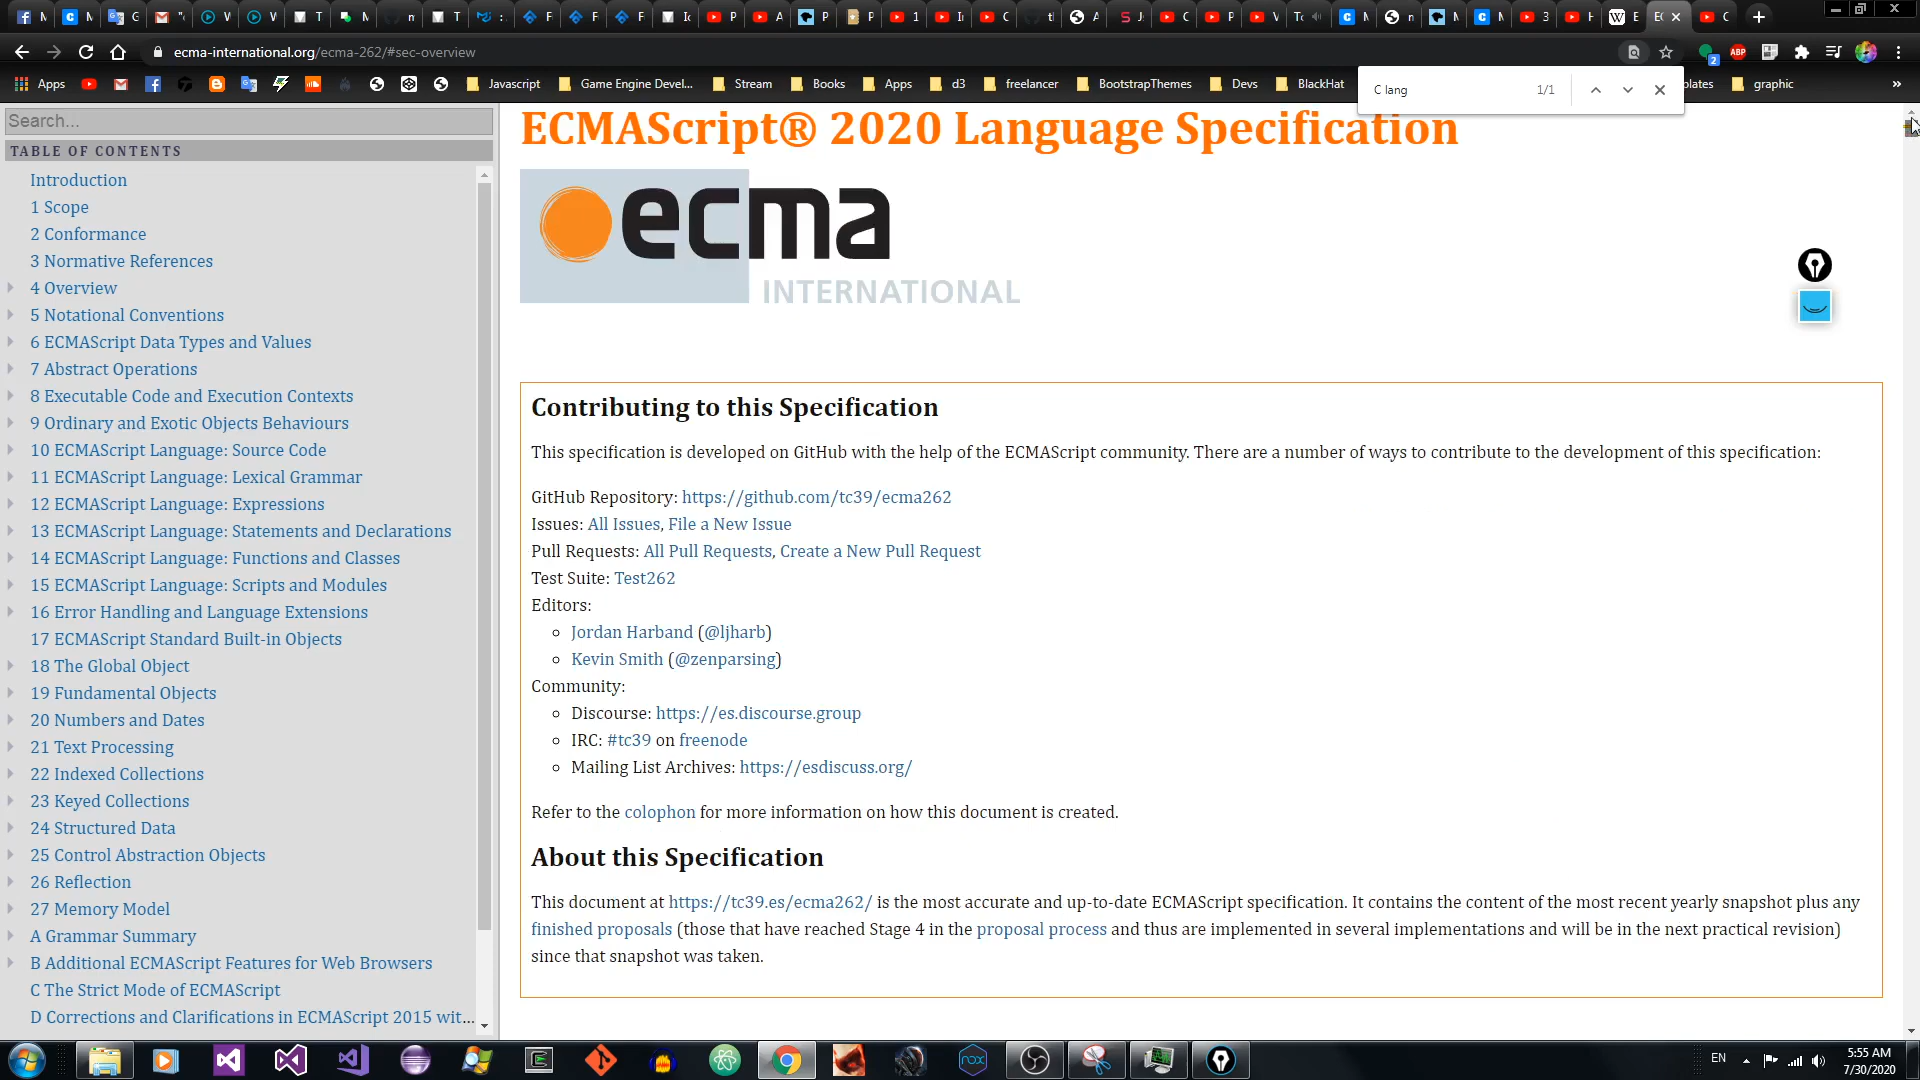 ecma-international.org/ecma-262/#sec-overview
Apps
Javascript
Game Engine Devel...
Stream
Books
Apps
d3
freelancer
BootstrapThemes
Devs
BlackHat
plates
graphic
C lang 1/1
Search...
TABLE OF CONTENTS
Introduction
1 Scope
2 Conformance
3 Normative References
4 Overview
5 Notational Conventions
6 ECMAScript Data Types and Values
7 Abstract Operations
8 Executable Code and Execution Contexts
9 Ordinary and Exotic Objects Behaviours
10 ECMAScript Language: Source Code
11 ECMAScript Language: Lexical Grammar
12 ECMAScript Language: Expressions
13 ECMAScript Language: Statements and Declarations
14 ECMAScript Language: Functions and Classes
15 ECMAScript Language: Scripts and Modules
16 Error Handling and Language Extensions
17 ECMAScript Standard Built-in Objects
18 The Global Object
19 Fundamental Objects
20 Numbers and Dates
21 Text Processing
22 Indexed Collections
23 Keyed Collections
24 Structured Data
25 Control Abstraction Objects
26 Reflection
27 Memory Model
A Grammar Summary
B Additional ECMAScript Features for Web Browsers
C The Strict Mode of ECMAScript
D Corrections and Clarifications in ECMAScript 2015 wit...
ECMAScript® 2020 Language Specification
ecma
INTERNATIONAL
Contributing to this Specification
This specification is developed on GitHub with the help of the ECMAScript community. There are a number of ways to contribute to the development of this specification:
GitHub Repository: https://github.com/tc39/ecma262
Issues: All Issues, File a New Issue
Pull Requests: All Pull Requests, Create a New Pull Request
Test Suite: Test262
Editors:
Jordan Harband (@ljharb)
Kevin Smith (@zenparsing)
Community:
Discourse: https://es.discourse.group
IRC: #tc39 on freenode
Mailing List Archives: https://esdiscuss.org/
Refer to the colophon for more information on how this document is created.
About this Specification
This document at https://tc39.es/ecma262/ is the most accurate and up-to-date ECMAScript specification. It contains the content of the most recent yearly snapshot plus any
finished proposals (those that have reached Stage 4 in the proposal process and thus are implemented in several implementations and will be in the next practical revision)
since that snapshot was taken.
EN
5:55 AM
7/30/2020